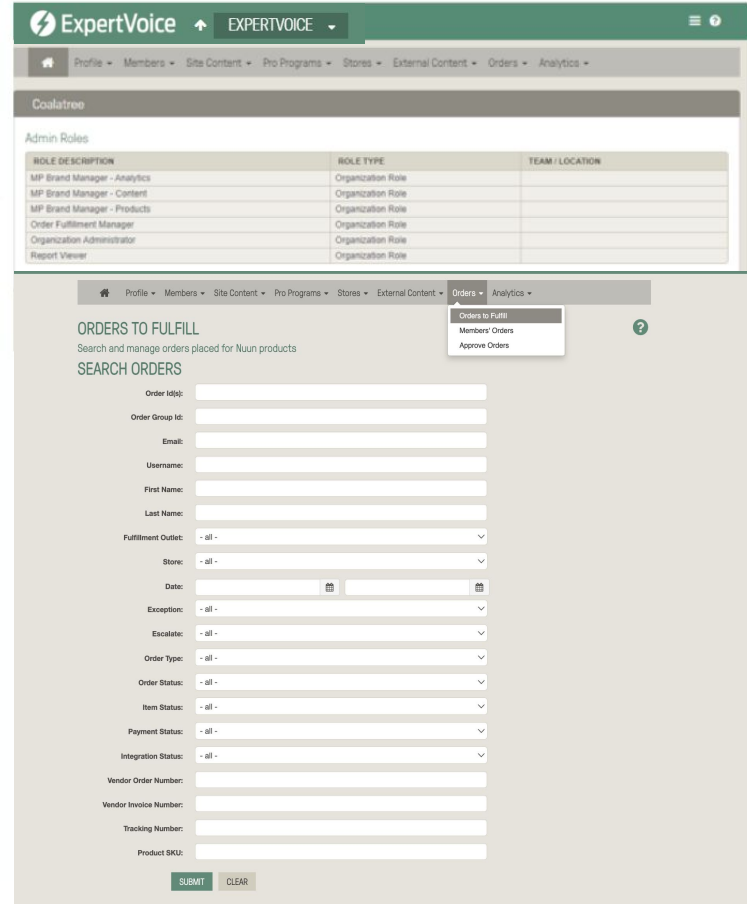 ExpertVoice EXPERTVOICE
Profile Members Site Content Pro Programs Stores External Content Orders Analytics
Coalatree
Admin Roles
ROLE DESCRIPTION ROLE TYPE TEAM / LOCATION
MP Brand Manager - Analytics Organization Role
MP Brand Manager - Content Organization Role
MP Brand Manager - Products Organization Role
Order Fulfillment Manager Organization Role
Organization Administrator Organization Role
Report Viewer Organization Role
Profile Members Site Content Pro Programs Stores External Content Orders Analytics
Orders to Fulfill
Members' Orders
Approve Orders
ORDERS TO FULFILL
Search and manage orders placed for Nuun products
SEARCH ORDERS
Order Id(s):
Order Group Id:
Email:
Username:
First Name:
Last Name:
Fulfillment Outlet: - all -
Store: - all -
Date:
Exception: - all -
Escalate: - all -
Order Type: - all -
Order Status: - all -
Item Status: - all -
Payment Status: - all -
Integration Status: - all -
Vendor Order Number:
Vendor Invoice Number:
Tracking Number:
Product SKU:
SUBMIT CLEAR